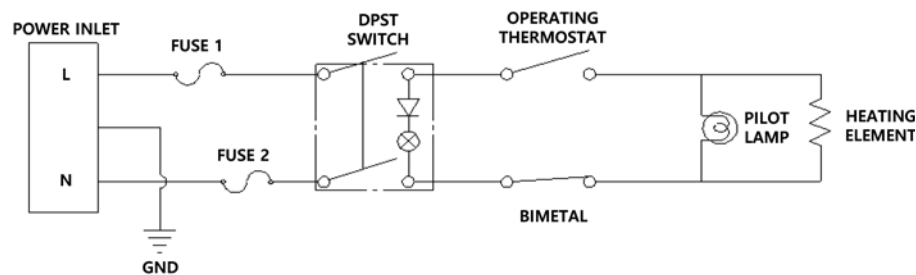 POWER INLET
L
N
FUSE 1
FUSE 2
GND
DPST
SWITCH
OPERATING
THERMOSTAT
BIMETAL
PILOT
LAMP
HEATING
ELEMENT